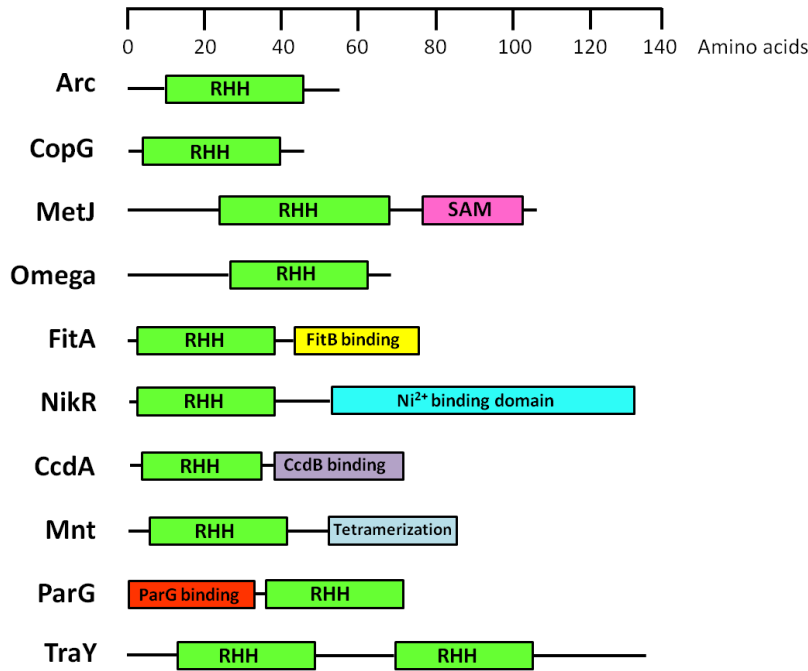 0 20 40 60 80 100 120 140 Amino acids
Arc RHH
CopG RHH
MetJ RHH SAM
Omega RHH
FitA RHH FitB binding
NikR RHH Ni²⁺ binding domain
CcdA RHH CcdB binding
Mnt RHH Tetramerization
ParG ParG binding RHH
TraY RHH RHH